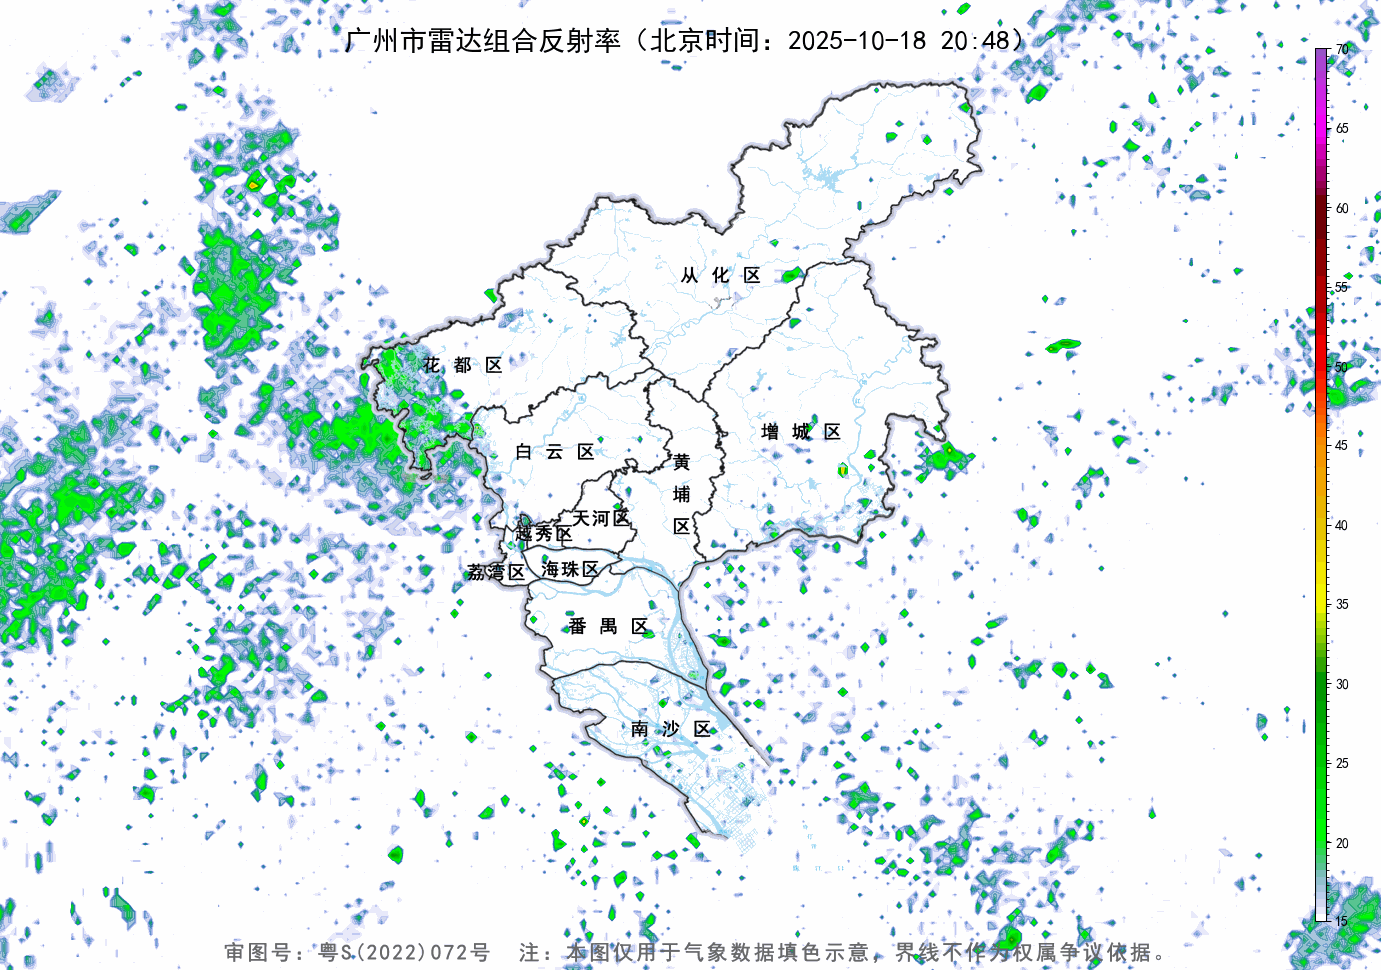 广州市雷达组合反射率（北京时间：2025-10-18 20:48）
70
65
60
55
50
45
40
35
30
25
20
15
从化区
花都区
增城区
白云区
黄埔区
天河区
越秀区
海珠区
荔湾区
番禺区
南沙区
审图号：粤S(2022)072号 注：本图仅用于气象数据填色示意，界线不作为权属争议依据。